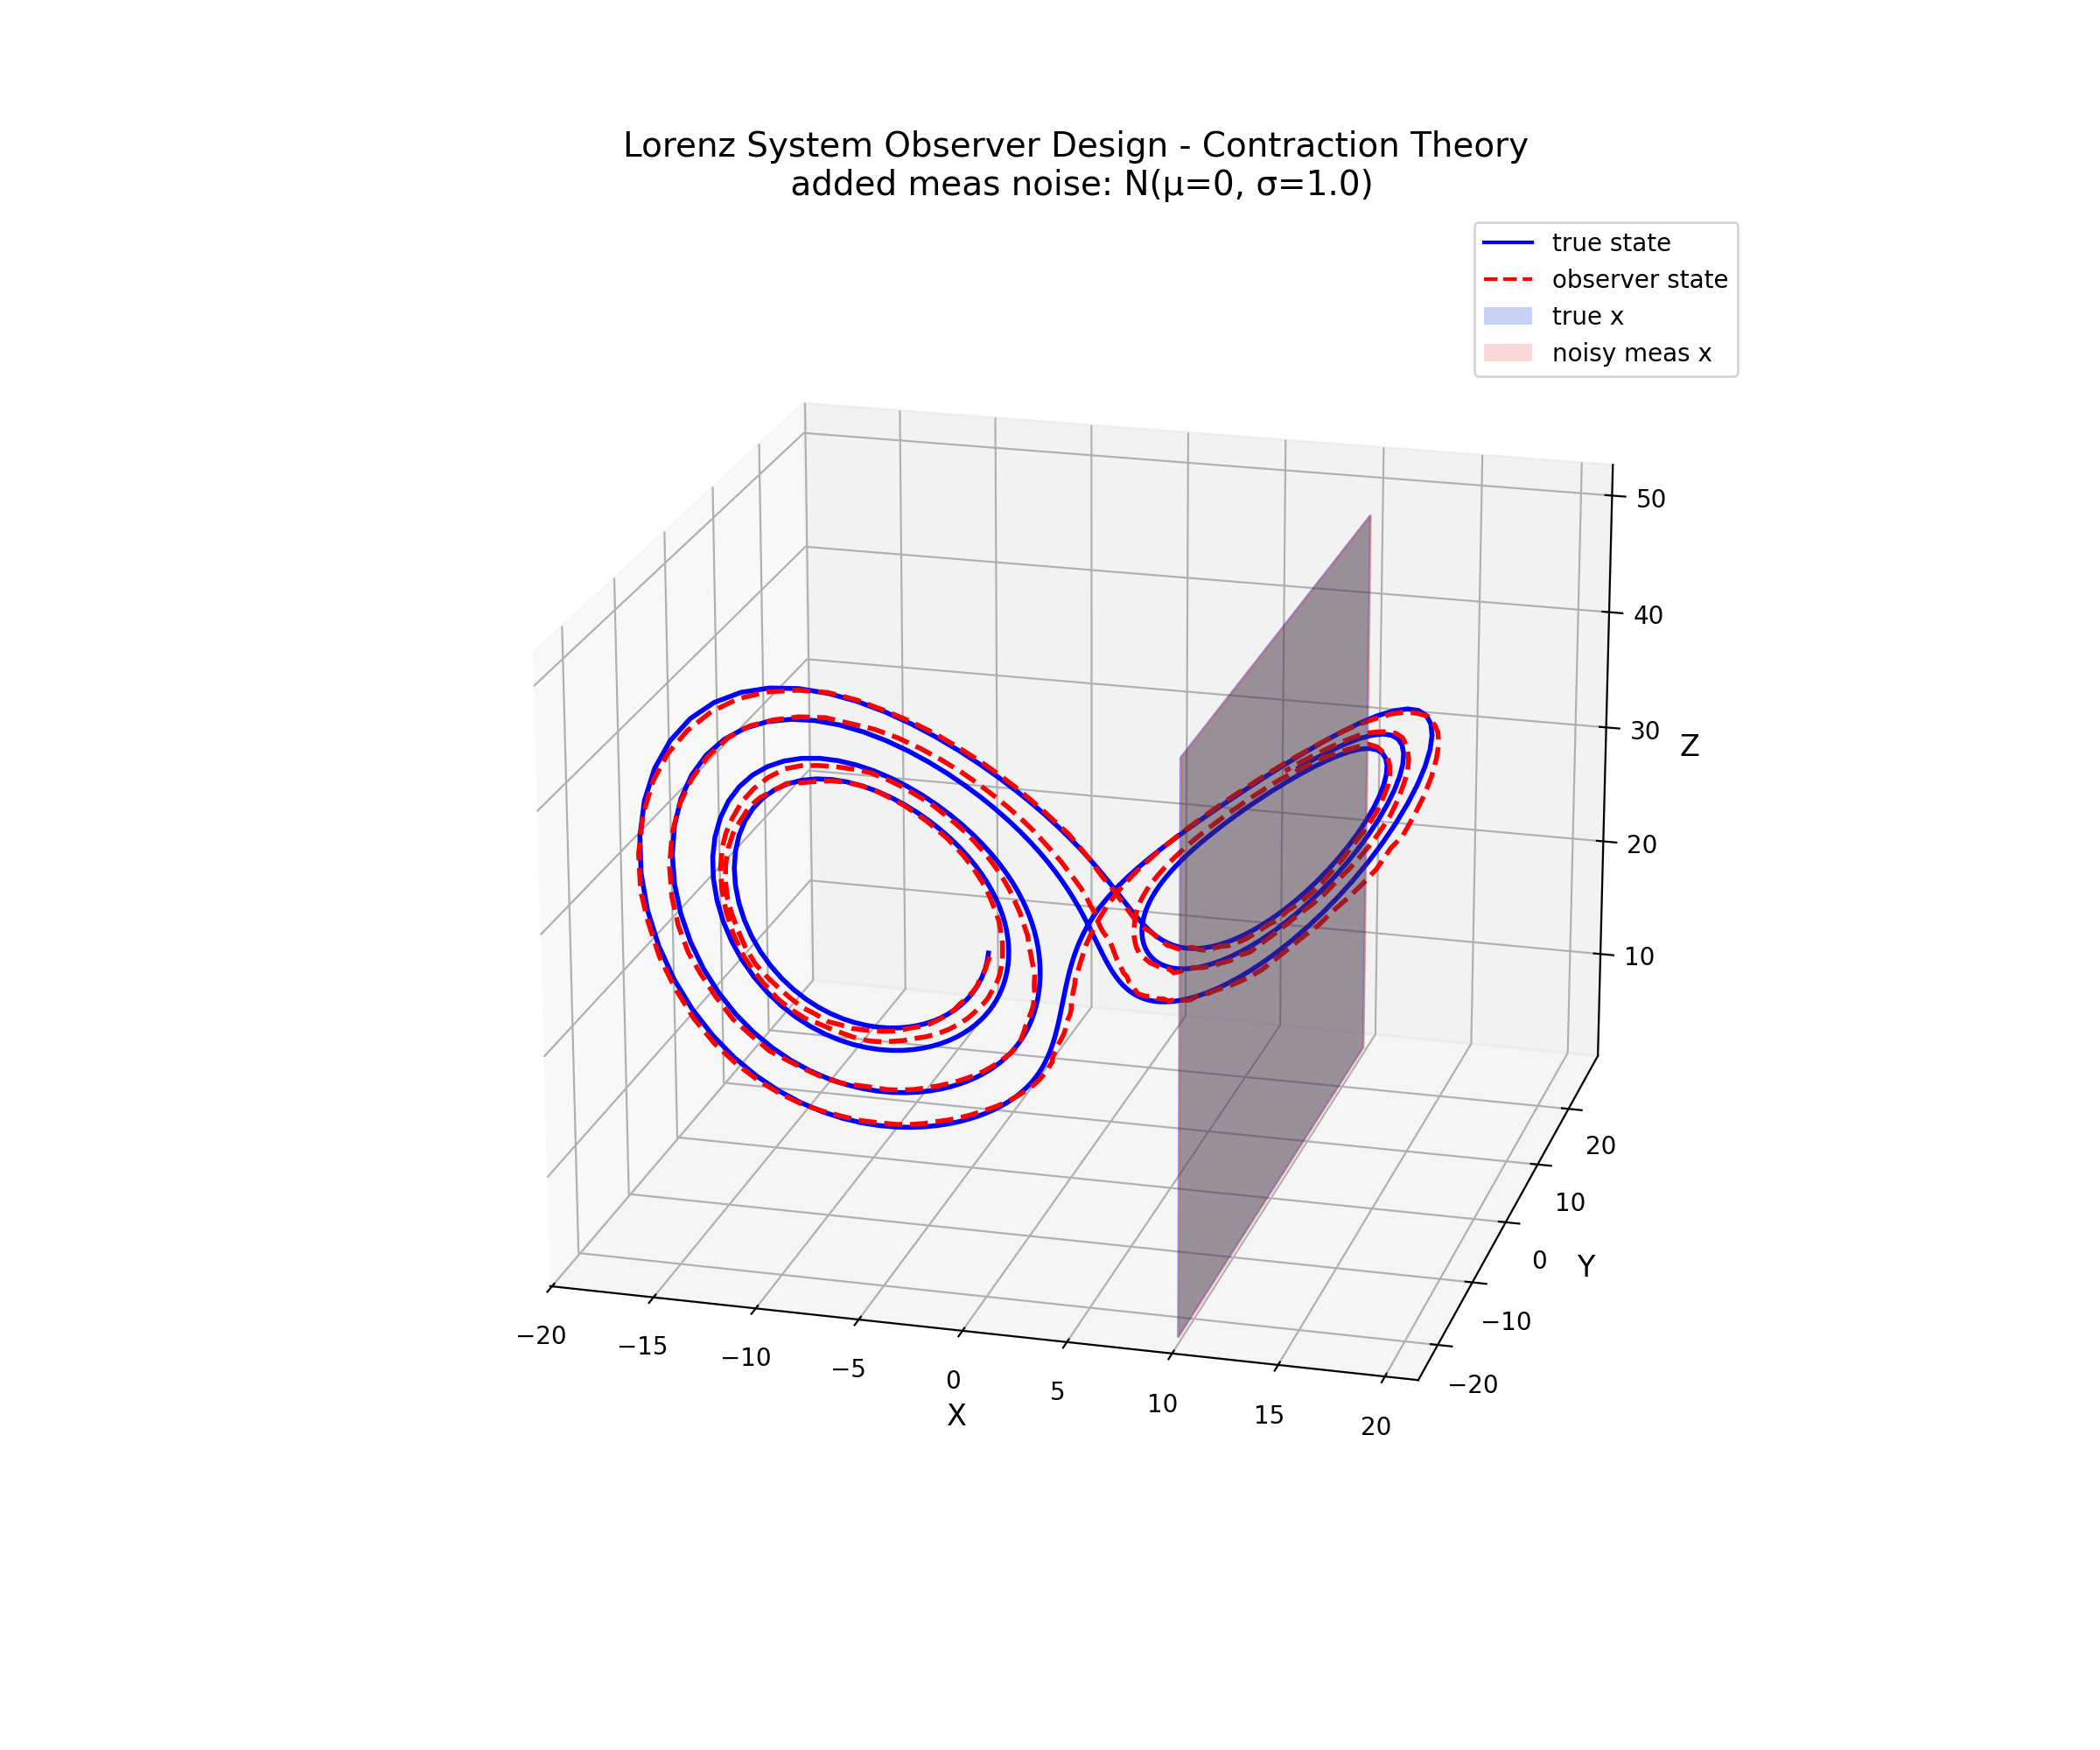 Lorenz System Observer Design - Contraction Theory
added meas noise: N(μ=0, σ=1.0)
true state
observer state
true x
noisy meas x
50
40
30
Z
20
10
20
10
0
Y
−10
−20
−20
−15
−10
−5
0
5
10
15
20
X